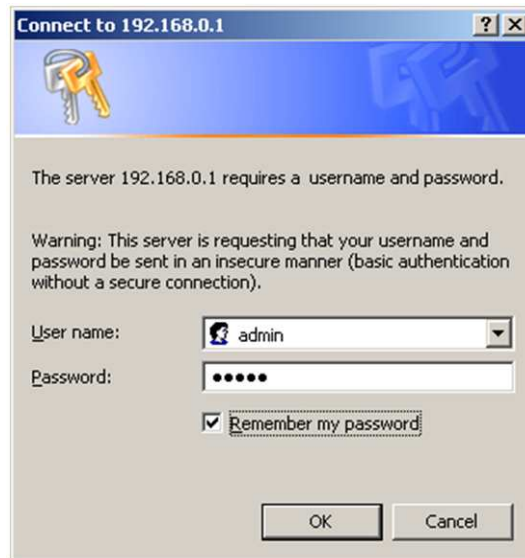 Connect to 192.168.0.1
The server 192.168.0.1 requires a username and password.
Warning: This server is requesting that your username and
password be sent in an insecure manner (basic authentication
without a secure connection).
User name:
admin
Password:
•••••
Remember my password
OK
Cancel